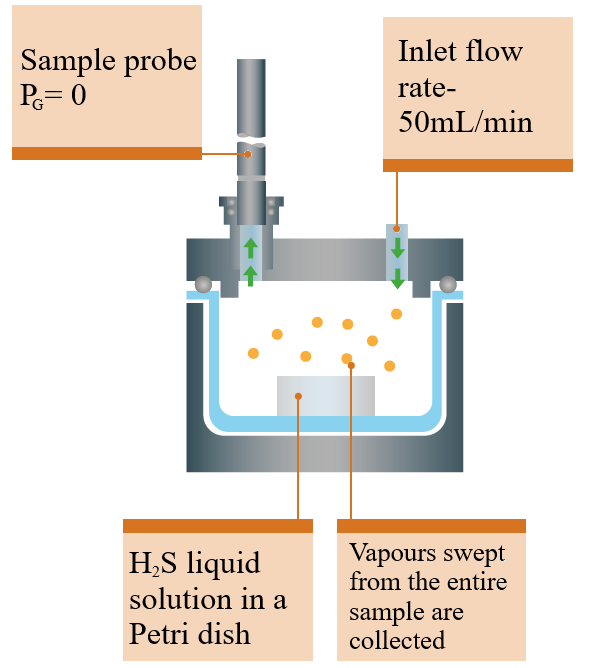 Sample probe
P_G= 0
Inlet flow
rate-
50mL/min
H₂S liquid
solution in a
Petri dish
Vapours swept
from the entire
sample are
collected